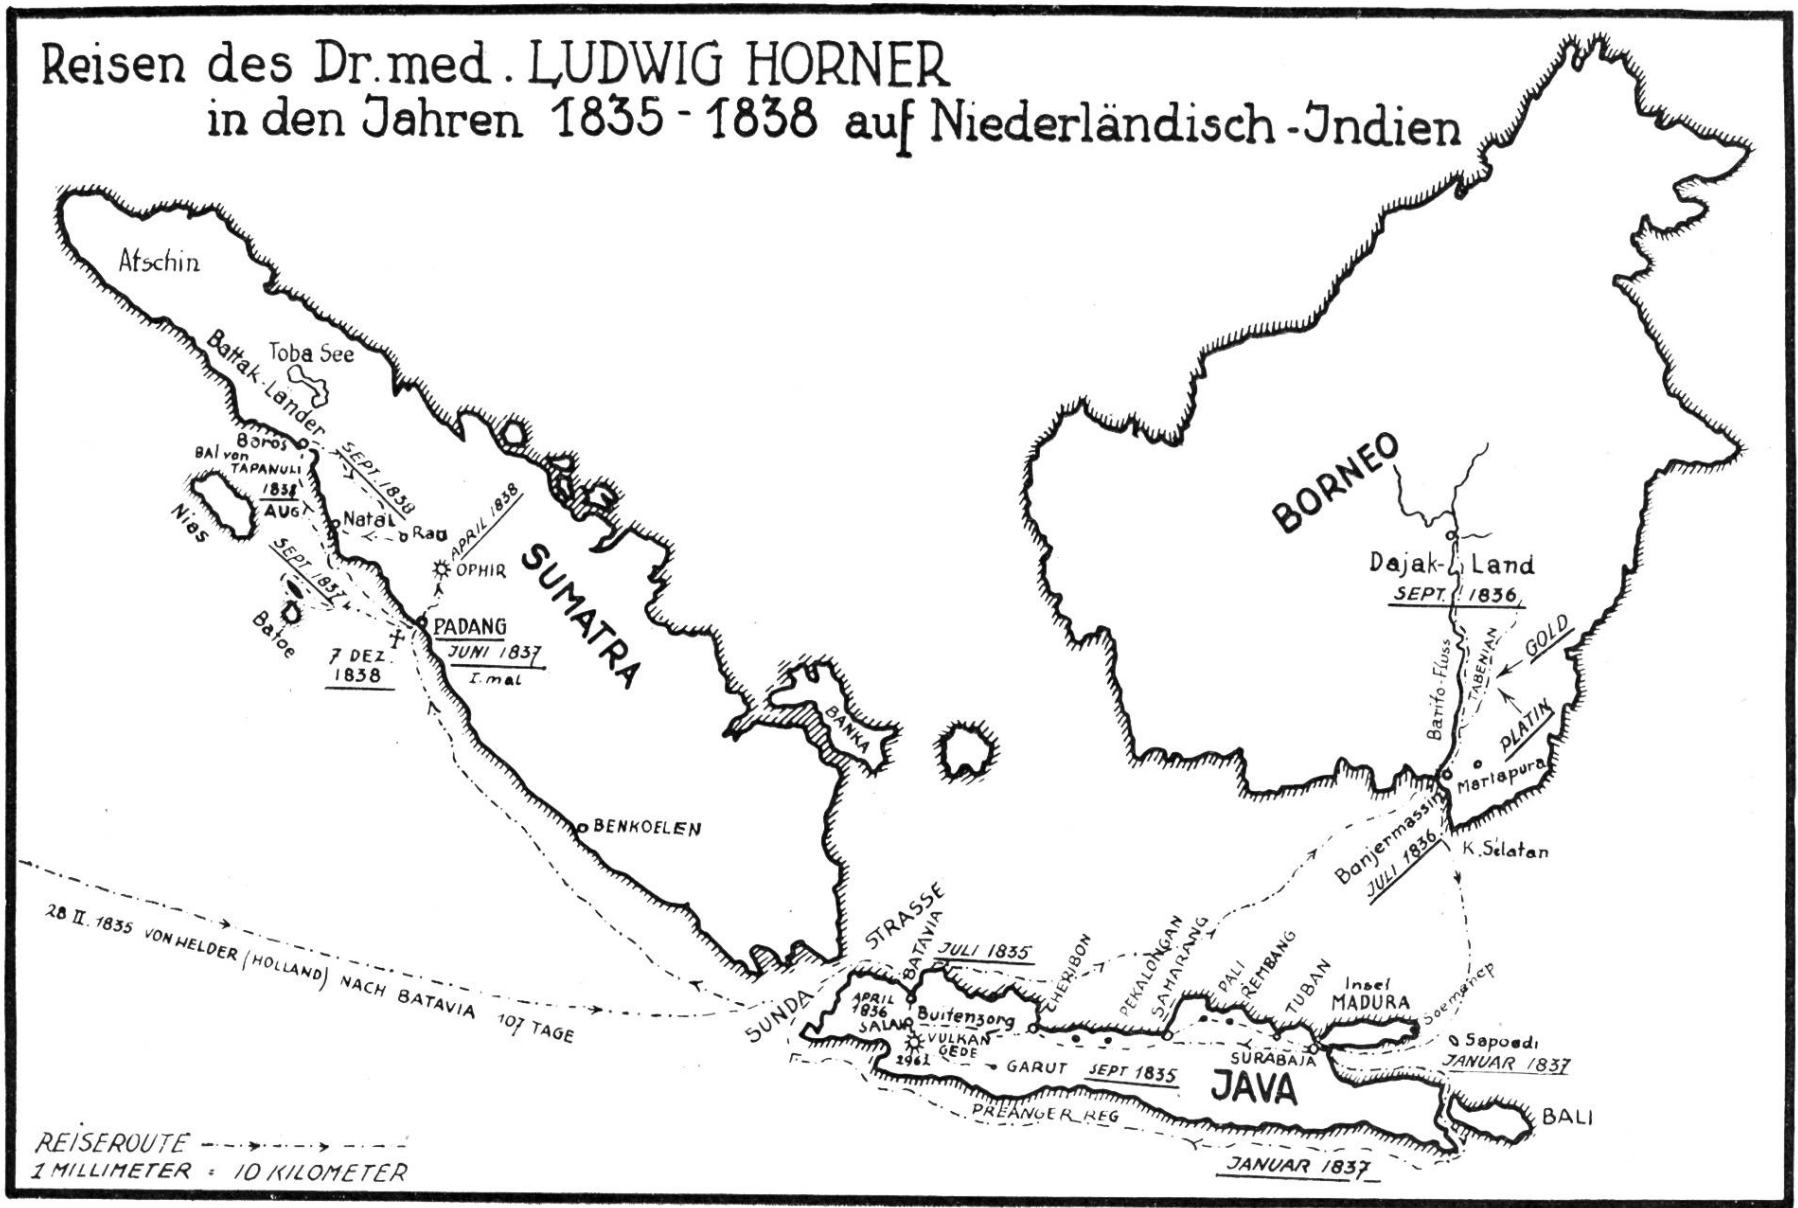 Reisen des Dr. med. LUDWIG HORNER
in den Jahren 1835 - 1838 auf Niederländisch - Indien
Atschin
Battak - Länder
Toba See
Boros
BAI von
TAPANULI
1838
AUG
SEPT. 1838
Nias
Natal
Rau
APRIL 1838
OPHIR
SEPT 1837
Batoe
PADANG
JUNI 1837
I. mal
7 DEZ.
1838
SUMATRA
BANKA
BENKOELEN
BORNEO
Dajak - Land
SEPT. 1836
Barito - Fluss
TABENIAN
GOLD
PLATIN
Martapura
Banjermassin
JULI 1836
K. Selatan
28 II. 1835 VON HELDER (HOLLAND) NACH BATAVIA 107 TAGE
SUNDA STRASSE
BATAVIA
JULI 1835
CHERIBON
PEKALONGAN
SAMARANG
PALI
REMBANG
TUBAN
Insel
MADURA
Soemanep
Sapoedi
JANUAR 1837
APRIL
1836
SALAK
Buitenzorg
VULKAN
GEDE
2962
GARUT SEPT 1835
SURABAJA
JAVA
PREANGER REG
BALI
JANUAR 1837
REISEROUTE
1 MILLIMETER = 10 KILOMETER